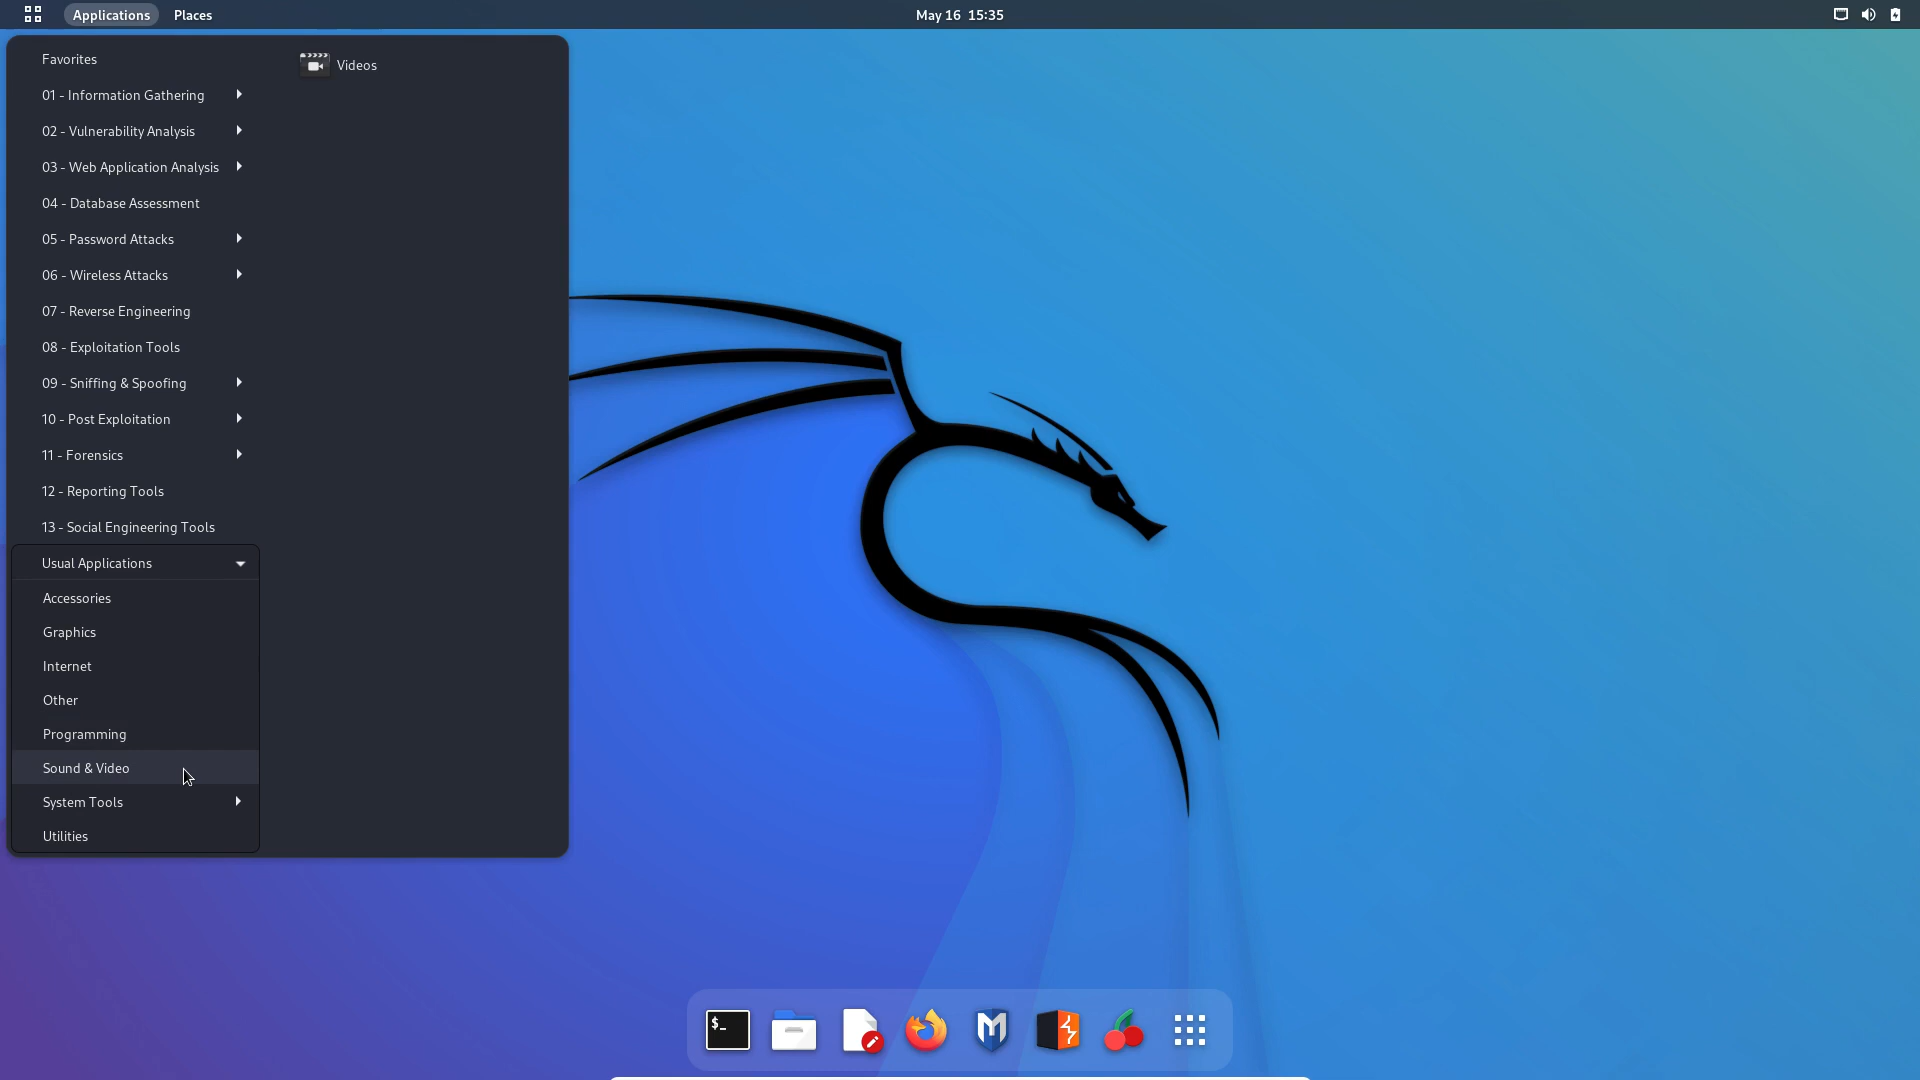 Applications Places May 16 15:35
Favorites
01 - Information Gathering
02 - Vulnerability Analysis
03 - Web Application Analysis
04 - Database Assessment
05 - Password Attacks
06 - Wireless Attacks
07 - Reverse Engineering
08 - Exploitation Tools
09 - Sniffing & Spoofing
10 - Post Exploitation
11 - Forensics
12 - Reporting Tools
13 - Social Engineering Tools
Usual Applications
Accessories
Graphics
Internet
Other
Programming
Sound & Video
System Tools
Utilities
Videos
$_